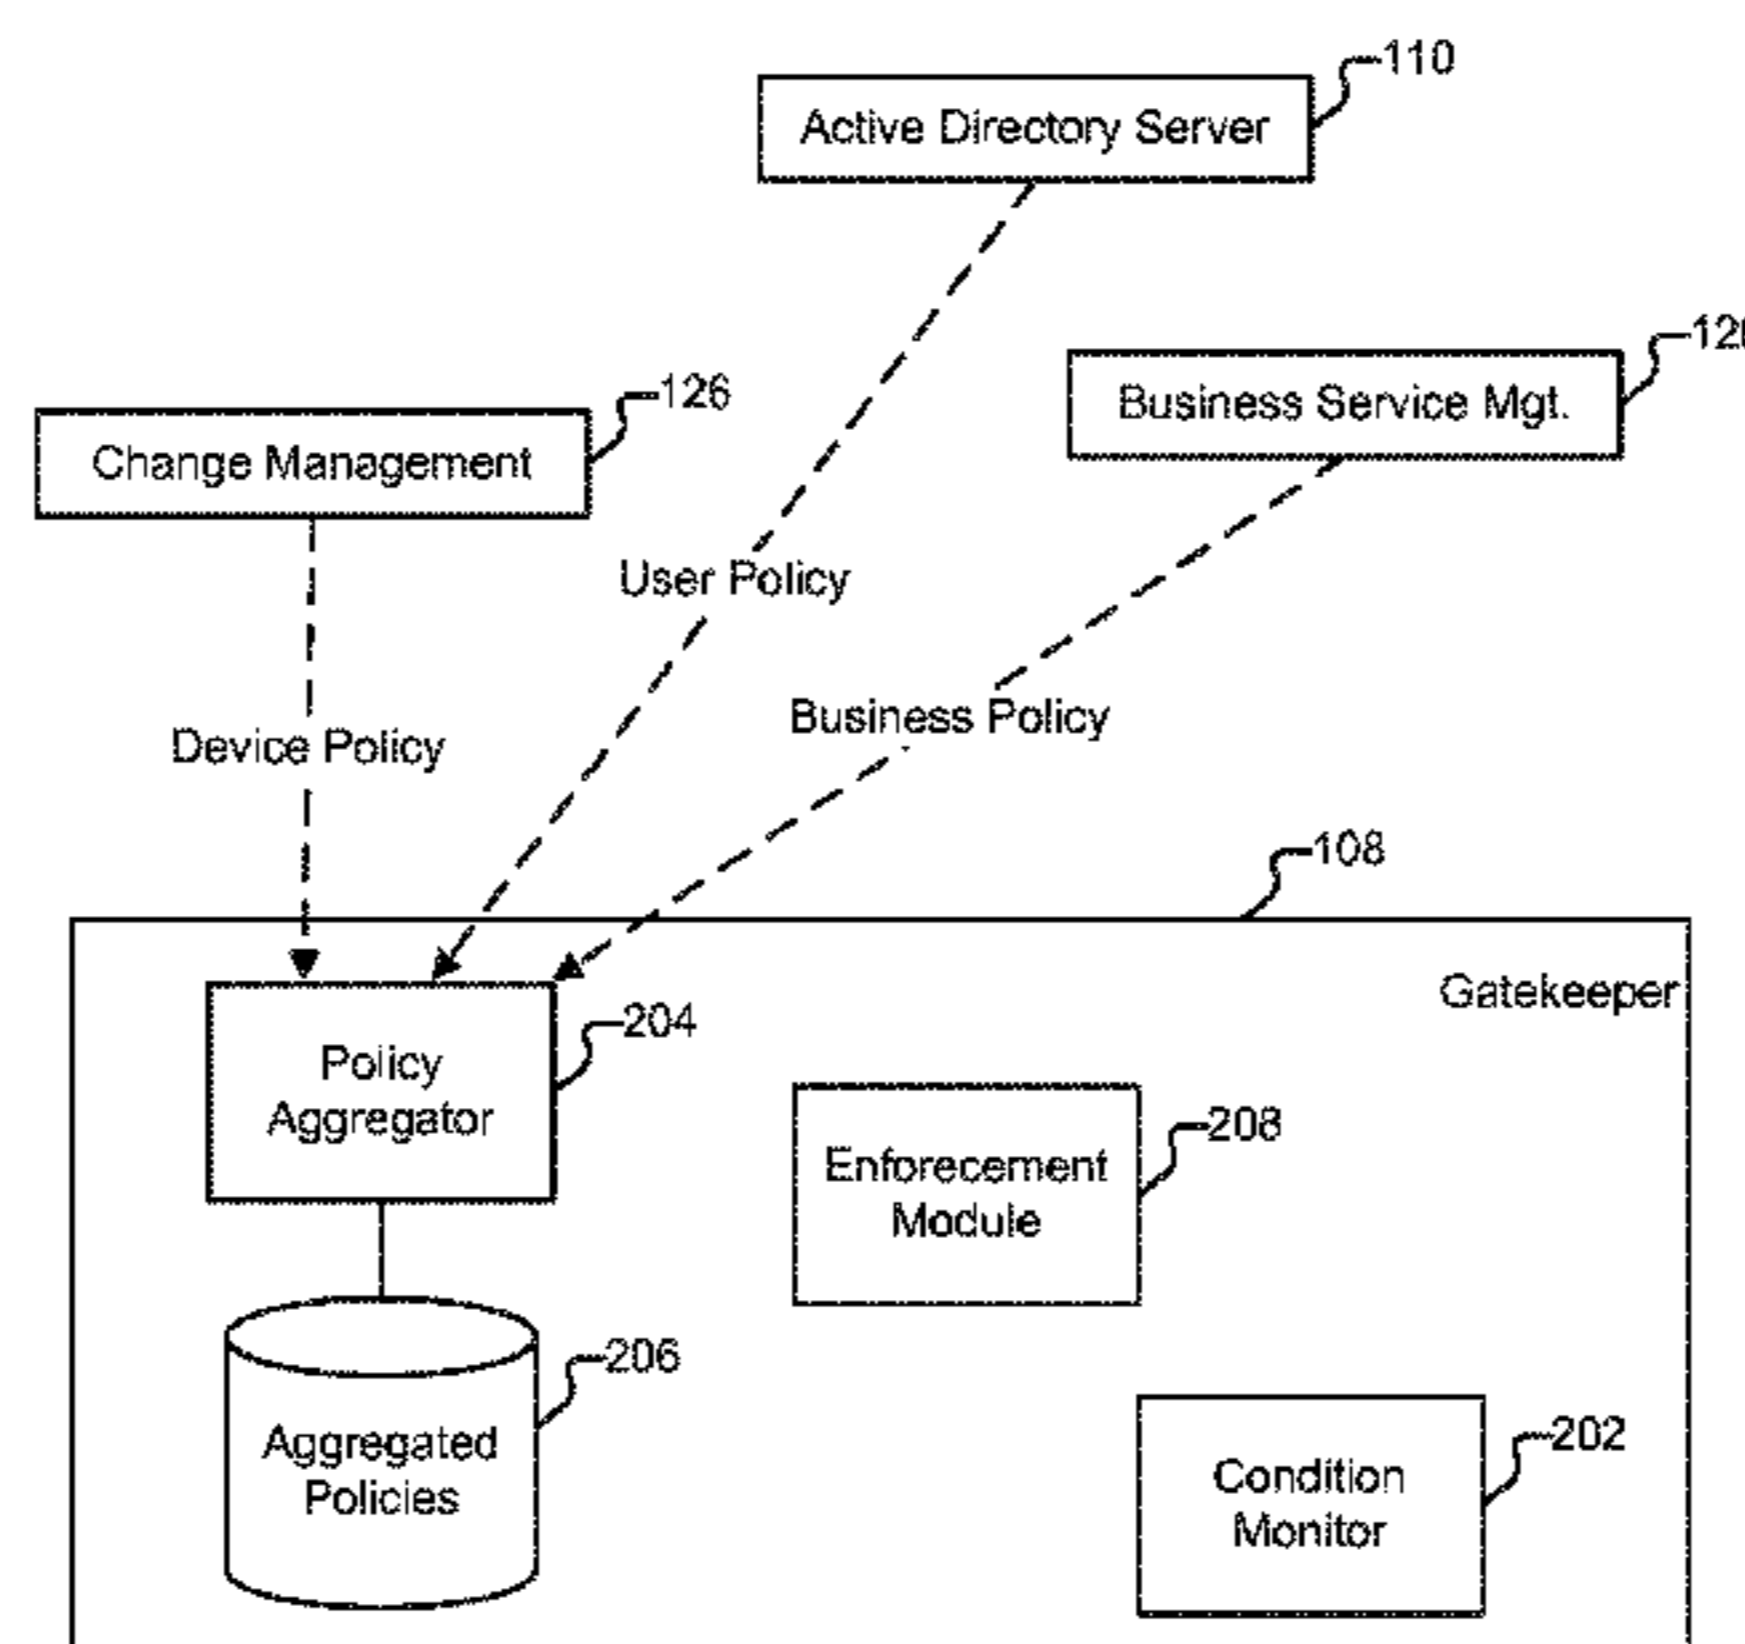 110
Active Directory Server
Business Service Mgt.
126
Change Management
User Policy
Business Policy
Device Policy
108
Gatekeeper
204
Policy
Aggregator
208
Enforecement
Module
206
Aggregated
Policies
202
Condition
Monitor